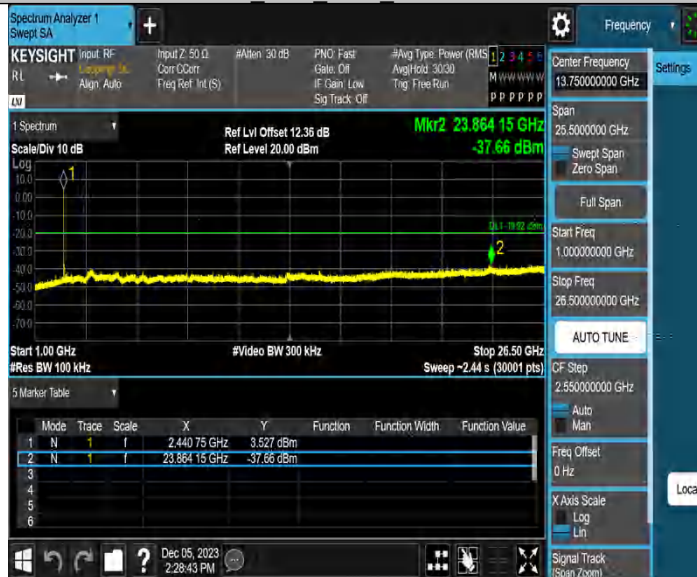 Spectrum Analyzer 1
Swept SA
+
Frequency
KEYSIGHT
Input: RF
Input Z: 50 Ω
#Atten: 30 dB
PNO: Fast
#Avg Type: Power (RMS
1 2 3 4 5 6
RL
Corr CCorr
Gate: Off
Avg|Hold: 30/30
M W W W W W
Align: Auto
Freq Ref: Int (S)
IF Gain: Low
Trig: Free Run
Sig Track: Off
P P P P P P
LXI
1 Spectrum
Scale/Div 10 dB
Ref Lvl Offset 12.36 dB
Ref Level 20.00 dBm
Mkr2 23.864 15 GHz
-37.66 dBm
Log
10.0
0.00
-10.0
-20.0
-30.0
-40.0
-50.0
-60.0
-70.0
1
DL1 -19.92 dBm
2
Start 1.00 GHz
#Video BW 300 kHz
Stop 26.50 GHz
#Res BW 100 kHz
Sweep ~2.44 s (30001 pts)
5 Marker Table
Mode Trace Scale X Y Function Function Width Function Value
1 N 1 f 2.440 75 GHz 3.527 dBm
2 N 1 f 23.864 15 GHz -37.66 dBm
3
4
5
6
?
Dec 05, 2023
2:28:43 PM
Center Frequency
13.750000000 GHz
Settings
Span
25.5000000 GHz
Swept Span
Zero Span
Full Span
Start Freq
1.000000000 GHz
Stop Freq
26.500000000 GHz
AUTO TUNE
CF Step
2.550000000 GHz
Auto
Man
Freq Offset
0 Hz
Loca
X Axis Scale
Log
Lin
Signal Track
(Span Zoom)